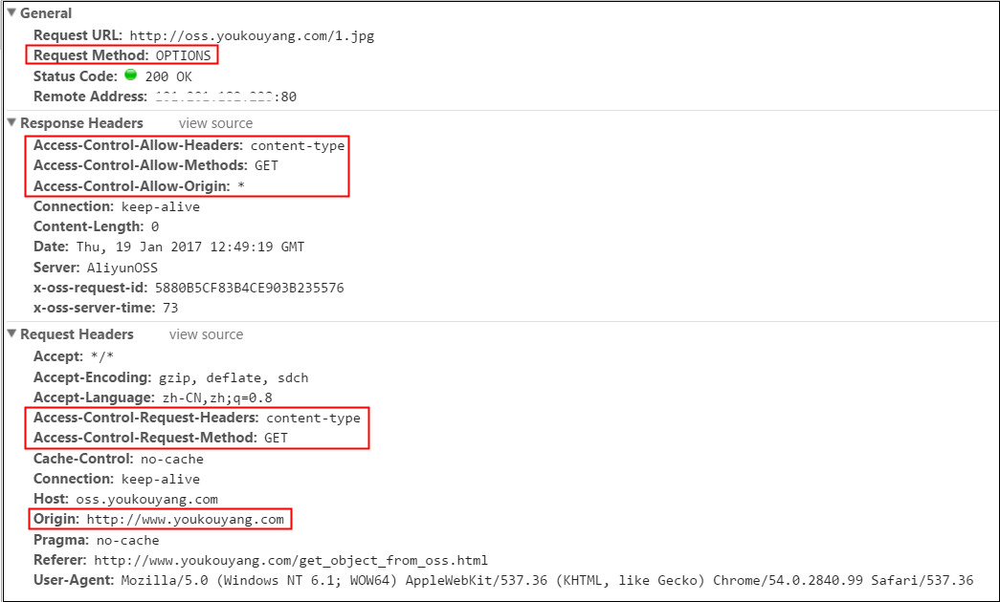 General
Request URL: http://oss.youkouyang.com/1.jpg
Request Method: OPTIONS
Status Code: 200 OK
Remote Address: :80
Response Headers view source
Access-Control-Allow-Headers: content-type
Access-Control-Allow-Methods: GET
Access-Control-Allow-Origin: *
Connection: keep-alive
Content-Length: 0
Date: Thu, 19 Jan 2017 12:49:19 GMT
Server: AliyunOSS
x-oss-request-id: 5880B5CF83B4CE903B235576
x-oss-server-time: 73
Request Headers view source
Accept: */*
Accept-Encoding: gzip, deflate, sdch
Accept-Language: zh-CN,zh;q=0.8
Access-Control-Request-Headers: content-type
Access-Control-Request-Method: GET
Cache-Control: no-cache
Connection: keep-alive
Host: oss.youkouyang.com
Origin: http://www.youkouyang.com
Pragma: no-cache
Referer: http://www.youkouyang.com/get_object_from_oss.html
User-Agent: Mozilla/5.0 (Windows NT 6.1; WOW64) AppleWebKit/537.36 (KHTML, like Gecko) Chrome/54.0.2840.99 Safari/537.36